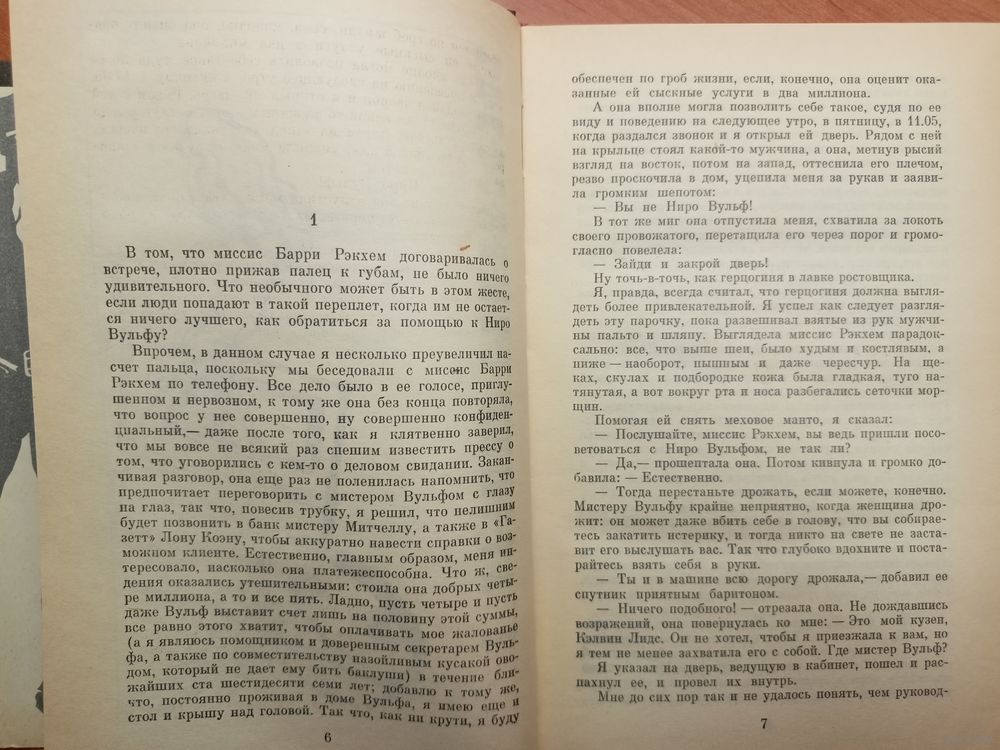 1
В том, что миссис Барри Рэкхем договаривалась о
встрече, плотно прижав палец к губам, не было ничего
удивительного. Что необычного может быть в этом жесте,
если люди попадают в такой переплет, когда им не остает-
ся ничего лучшего, как обратиться за помощью к Ниро
Вульфу?
Впрочем, в данном случае я несколько преувеличил на-
счет пальца, поскольку мы беседовали с миссис Барри
Рэкхем по телефону. Все дело было в ее голосе, приглу-
шенном и нервозном, к тому же она без конца повторяла,
что вопрос у нее совершенно, ну совершенно конфиден-
циальный,— даже после того, как я клятвенно заверил,
что мы вовсе не всякий раз спешим известить прессу о
том, что уговорились с кем-то о деловом свидании. Закан-
чивая разговор, она еще раз не поленилась напомнить, что
предпочитает переговорить с мистером Вульфом с глазу
на глаз, так что, повесив трубку, я решил, что нелишним
будет позвонить в банк мистеру Митчеллу, а также в «Га-
зетт» Лону Коэну, чтобы аккуратно навести справки о воз-
можном клиенте. Естественно, главным образом, меня ин-
тересовало, насколько она платежеспособна. Что ж, све-
дения оказались утешительными: стоила она добрых четы-
ре миллиона, а то и все пять. Ладно, пусть четыре и пусть
даже Вульф выставит счет лишь на половину этой суммы,
все равно этого хватит, чтобы оплачивать мое жалованье
(а я являюсь помощником и доверенным секретарем Вуль-
фа, а также по совместительству назойливым кусакой ово-
дом, который не дает ему бить баклуши) в течение бли-
жайших ста шестидесяти семи лет; добавлю к тому же,
что, постоянно проживая в доме Вульфа, я имею еще и
стол и крышу над головой. Так что, как ни крути, я буду
6
обеспечен по гроб жизни, если, конечно, она оценит ока-
занные ей сыскные услуги в два миллиона.
А она вполне могла позволить себе такое, судя по ее
виду и поведению на следующее утро, в пятницу, в 11.05,
когда раздался звонок и я открыл ей дверь. Рядом с ней
на крыльце стоял какой-то мужчина, а она, метнув рысий
взгляд на восток, потом на запад, оттеснила его плечом,
резво проскочила в дом, уцепила меня за рукав и заяви-
ла громким шепотом:
— Вы не Ниро Вульф!
В тот же миг она отпустила меня, схватила за локоть
своего провожатого, перетащила его через порог и громо-
гласно повелела:
— Зайди и закрой дверь!
Ну точь-в-точь, как герцогиня в лавке ростовщика.
Я, правда, всегда считал, что герцогиня должна выгля-
деть более привлекательной. Я успел как следует разгля-
деть эту парочку, пока развешивал взятые из рук мужчи-
ны пальто и шляпу. Выглядела миссис Рэкхем парадок-
сально: все, что выше шеи, было худым и костлявым, а
ниже — наоборот, пышным и даже чересчур. На ще-
ках, скулах и подбородке кожа была гладкая, туго на-
тянутая, а вот вокруг рта и носа разбегались сеточки мор-
щин.
Помогая ей снять меховое манто, я сказал:
— Послушайте, миссис Рэкхем, вы ведь пришли посо-
ветоваться с Ниро Вульфом, не так ли?
— Да,— прошептала она. Потом кивнула и громко до-
бавила: — Естественно.
— Тогда перестаньте дрожать, если можете, конечно.
Мистеру Вульфу крайне неприятно, когда женщина дро-
жит: он может даже вбить себе в голову, что вы собирае-
тесь закатить истерику, и тогда никто на свете не заста-
вит его выслушать вас. Так что глубоко вдохните и поста-
райтесь взять себя в руки.
— Ты и в машине всю дорогу дрожала,— добавил ее
спутник приятным баритоном.
— Ничего подобного! — отрезала она. Не дождавшись
возражений, она повернулась ко мне: — Это мой кузен,
Кэлвин Лидс. Он не хотел, чтобы я приезжала к вам, но
я тем не менее захватила его с собой. Где мистер Вульф?
Я указал на дверь, ведущую в кабинет, пошел и рас-
пахнул ее, и провел их внутрь.
Мне до сих пор так и не удалось понять, чем руковод-
7